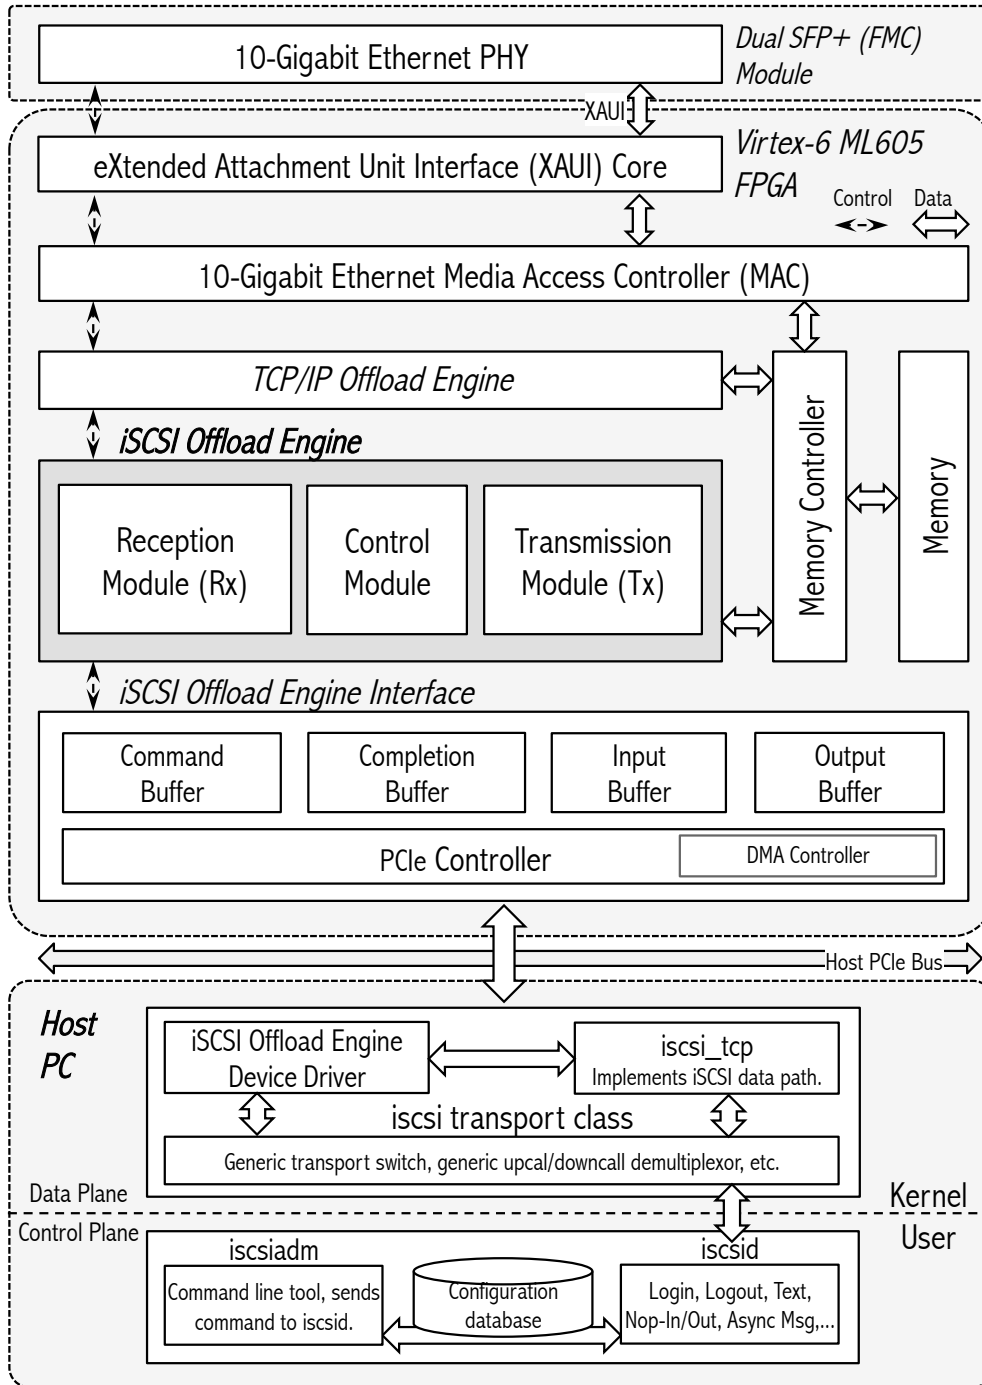 10-Gigabit Ethernet PHY
Dual SFP+ (FMC)
Module
XAUI
eXtended Attachment Unit Interface (XAUI) Core
Virtex-6 ML605
FPGA
Control
Data
10-Gigabit Ethernet Media Access Controller (MAC)
TCP/IP Offload Engine
iSCSI Offload Engine
Reception
Module (Rx)
Control
Module
Transmission
Module (Tx)
Memory Controller
Memory
iSCSI Offload Engine Interface
Command
Buffer
Completion
Buffer
Input
Buffer
Output
Buffer
PCIe Controller
DMA Controller
Host PCIe Bus
Host
PC
iSCSI Offload Engine
Device Driver
iscsi_tcp
Implements iSCSI data path.
iscsi transport class
Generic transport switch, generic upcal/downcall demultiplexor, etc.
Data Plane
Kernel
Control Plane
User
iscsiadm
iscsid
Command line tool, sends
command to iscsid.
Configuration
database
Login, Logout, Text,
Nop-In/Out, Async Msg,...